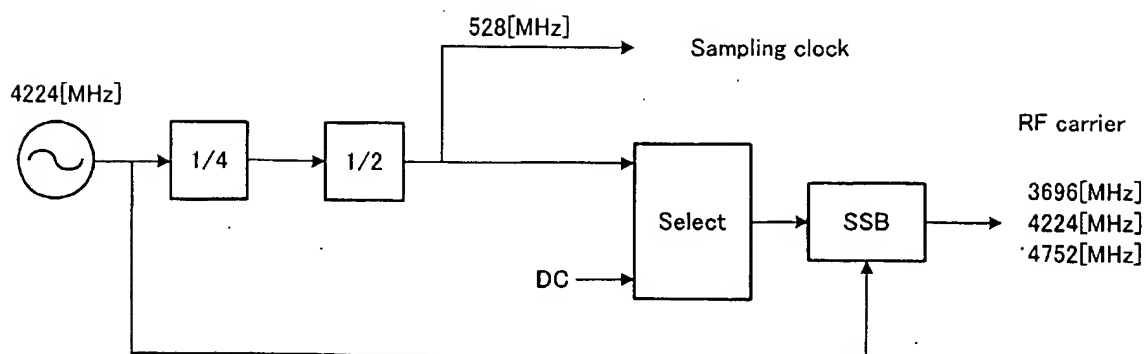 528[MHz]
Sampling clock
4224[MHz]
RF carrier
1/4
1/2
3696[MHz]
Select
SSB
4224[MHz]
4752[MHz]
DC